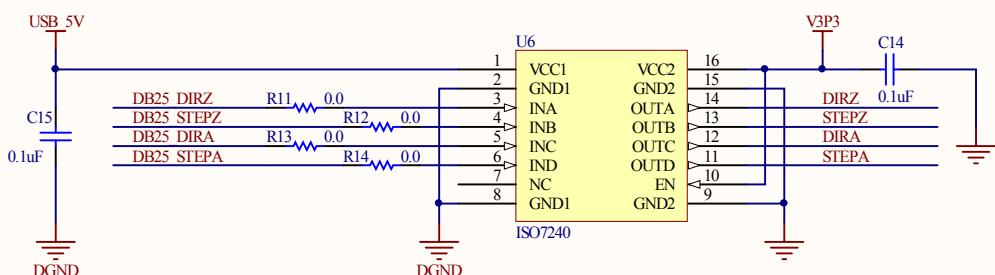 USB_5V
V3P3
U6
C14
1 VCC1 VCC2 16
2 GND1 GND2 15
DB25_DIRZ R11 0.0 3 INA OUTA 14 DIRZ
0.1uF
DB25_STEPZ R12 0.0 4 INB OUTB 13 STEPZ
C15
DB25_DIRA R13 0.0 5 INC OUTC 12 DIRA
0.1uF
DB25_STEPA R14 0.0 6 IND OUTD 11 STEPA
7 NC EN 10
8 GND1 GND2 9
ISO7240
DGND
DGND